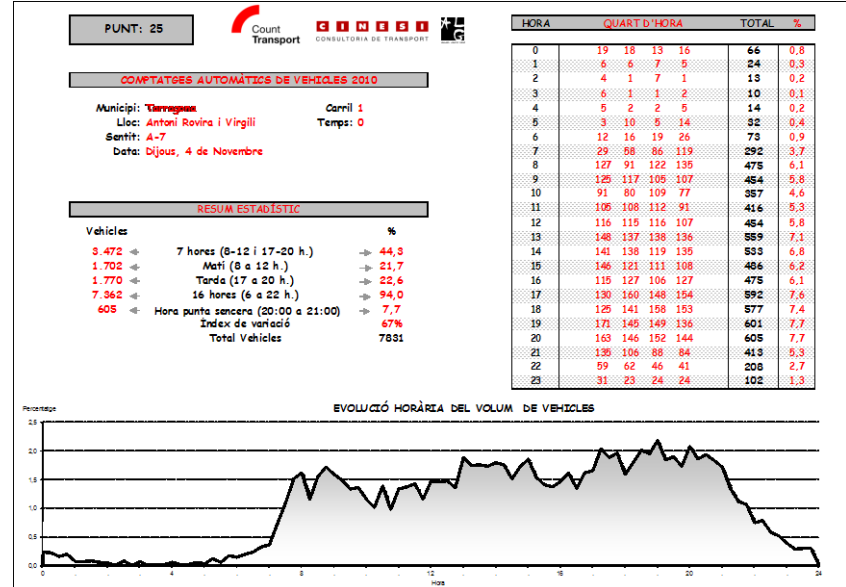 PUNT: 25
Count
Transport
CINESI
CONSULTORIA DE TRANSPORT
COMPTATGES AUTOMÀTICS DE VEHICLES 2010
Municipi: Carril 1
Lloc: Antoni Rovira i Virgili Temps: 0
Sentit: A-7
Data: Dijous, 4 de Novembre
RESUM ESTADÍSTIC
Vehicles %
3.472 7 hores (8-12 i 17-20 h.) 44,3
1.702 Matí (8 a 12 h.) 21,7
1.770 Tarda (17 a 20 h.) 22,6
7.362 16 hores (6 a 22 h.) 94,0
605 Hora punta sencera (20:00 a 21:00) 7,7
Índex de variació 67%
Total Vehicles 7831
HORA QUART D'HORA TOTAL %
0 19 18 13 16 66 0,8
1 6 6 7 5 24 0,3
2 4 1 7 1 13 0,2
3 6 1 1 2 10 0,1
4 5 2 2 5 14 0,2
5 3 10 5 14 32 0,4
6 12 16 19 26 73 0,9
7 29 58 86 119 292 3,7
8 127 91 122 135 475 6,1
9 125 117 105 107 454 5,8
10 91 80 109 77 357 4,6
11 105 108 112 91 416 5,3
12 116 115 116 107 454 5,8
13 148 137 138 136 559 7,1
14 141 138 119 135 533 6,8
15 146 121 111 108 486 6,2
16 115 127 106 127 475 6,1
17 130 160 148 154 592 7,6
18 125 141 158 153 577 7,4
19 171 145 149 136 601 7,7
20 163 146 152 144 605 7,7
21 135 106 88 84 413 5,3
22 59 62 46 41 208 2,7
23 31 23 24 24 102 1,3
Percentatge
EVOLUCIÓ HORÀRIA DEL VOLUM DE VEHICLES
2,5
2,0
1,5
1,0
0,5
0,0
0 4 8 12 16 20 24
Hora